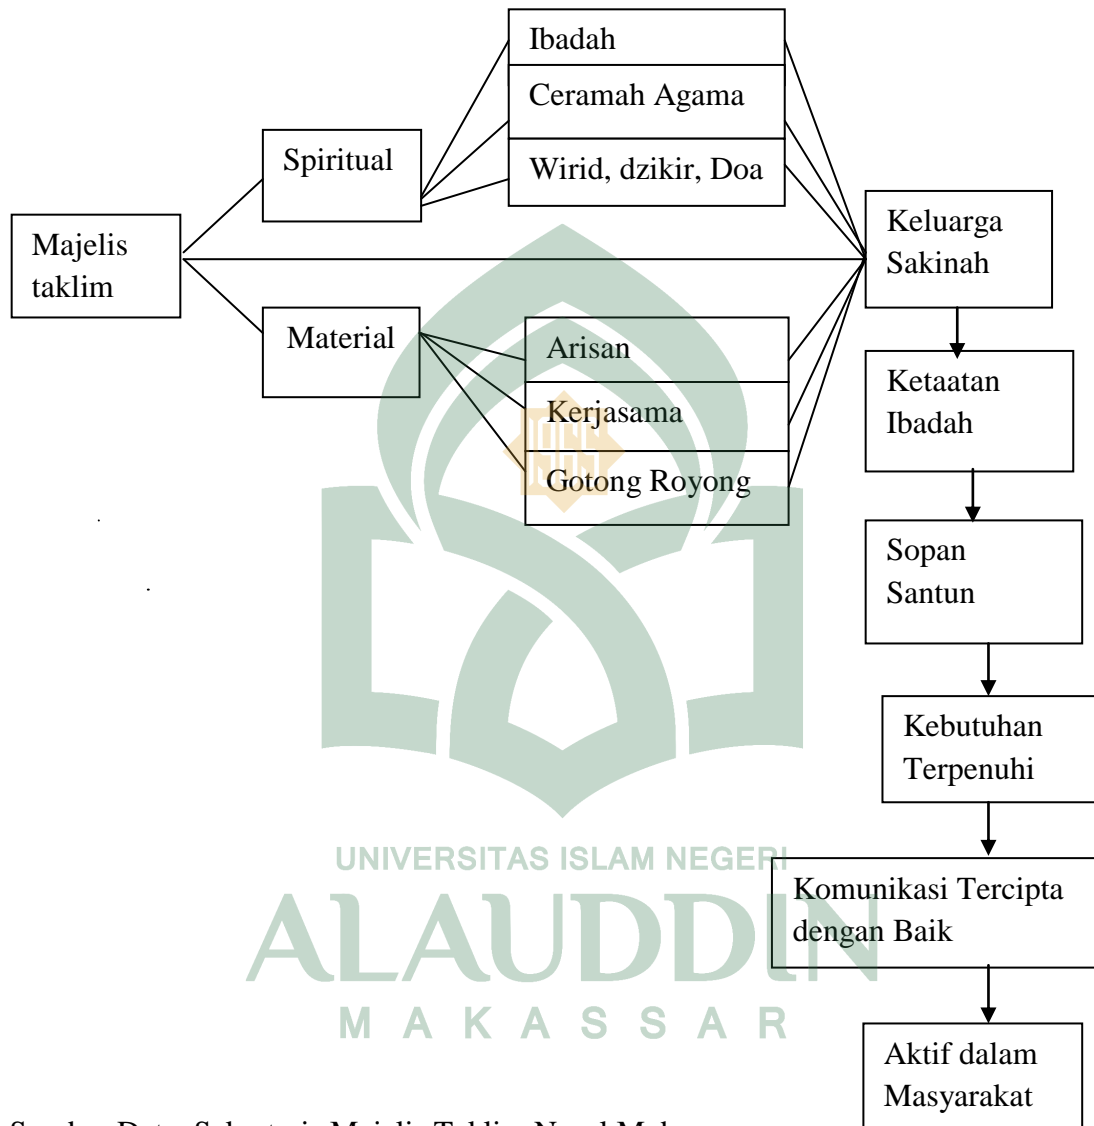 Ibadah
Ceramah Agama
Wirid, dzikir, Doa
Spiritual
Majelis
taklim
Material
Arisan
Kerjasama
Gotong Royong
Keluarga
Sakinah
Ketaatan
Ibadah
Sopan
Santun
Kebutuhan
Terpenuhi
Komunikasi Tercipta
dengan Baik
Aktif dalam
Masyarakat
UNIVERSITAS ISLAM NEGERI
ALAUDDIN
MAKASSAR